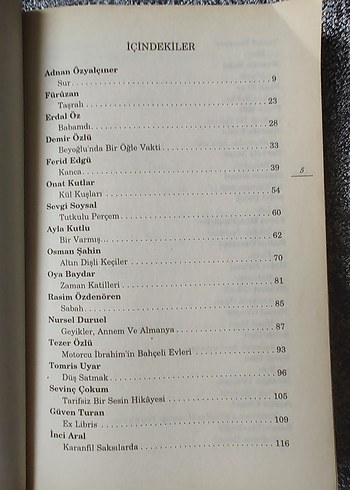 İÇİNDEKİLER
Adnan Özyalçıner
Sur 9
Fürûzan
Taşralı 23
Erdal Öz
Babamdı 28
Demir Özlü
Beyoğlu'nda Bir Öğle Vakti 33
Ferid Edgü
Kanca 39
Onat Kutlar
Kül Kuşları 54
Sevgi Soysal
Tutkulu Perçem 60
Ayla Kutlu
Bir Varmış... 62
Osman Şahin
Altın Dişli Keçiler 70
Oya Baydar
Zaman Katilleri 81
Rasim Özdenören
Sabah 85
Nursel Duruel
Geyikler, Annem Ve Almanya 87
Tezer Özlü
Motorcu İbrahim'in Bahçeli Evleri 93
Tomris Uyar
Düş Satmak 96
Sevinç Çokum
Tarifsiz Bir Sesin Hikâyesi 105
Güven Turan
Ex Libris 109
İnci Aral
Karanfil Saksılarda 116
5